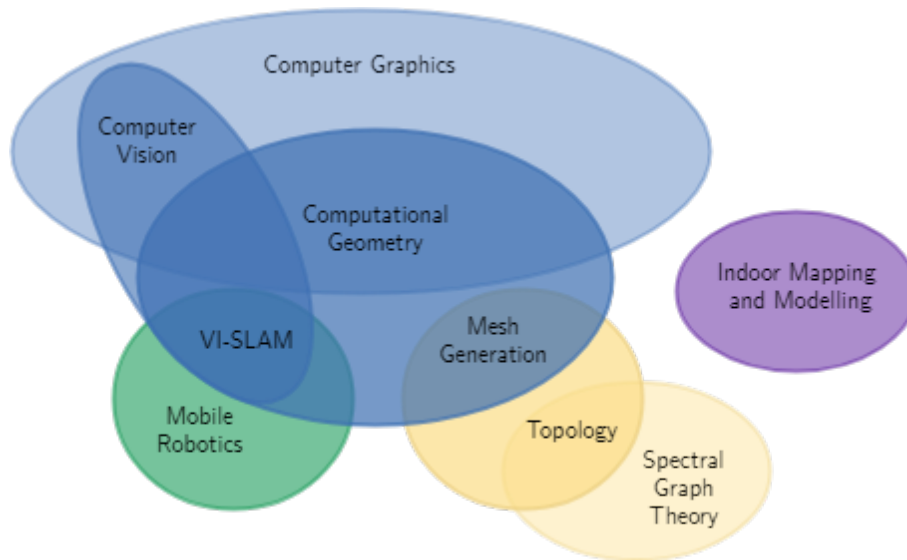 Computer Graphics
Computer
Vision
Computational
Geometry
Indoor Mapping
and Modelling
VI-SLAM
Mesh
Generation
Mobile
Robotics
Topology
Spectral
Graph
Theory